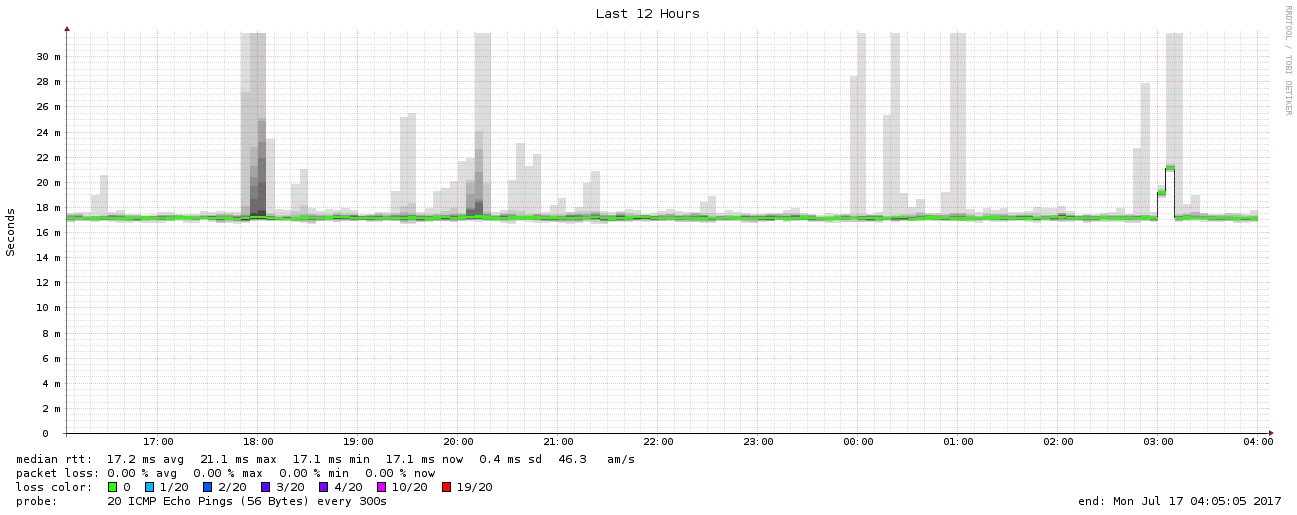 Last 12 Hours
RRDTOOL / TOBI OETIKER
Seconds
30 m
28 m
26 m
24 m
22 m
20 m
18 m
16 m
14 m
12 m
10 m
8 m
6 m
4 m
2 m
0
17:00 18:00 19:00 20:00 21:00 22:00 23:00 00:00 01:00 02:00 03:00 04:00
median rtt: 17.2 ms avg 21.1 ms max 17.1 ms min 17.1 ms now 0.4 ms sd 46.3 am/s
packet loss: 0.00 % avg 0.00 % max 0.00 % min 0.00 % now
loss color: 0 1/20 2/20 3/20 4/20 10/20 19/20
probe: 20 ICMP Echo Pings (56 Bytes) every 300s end: Mon Jul 17 04:05:05 2017